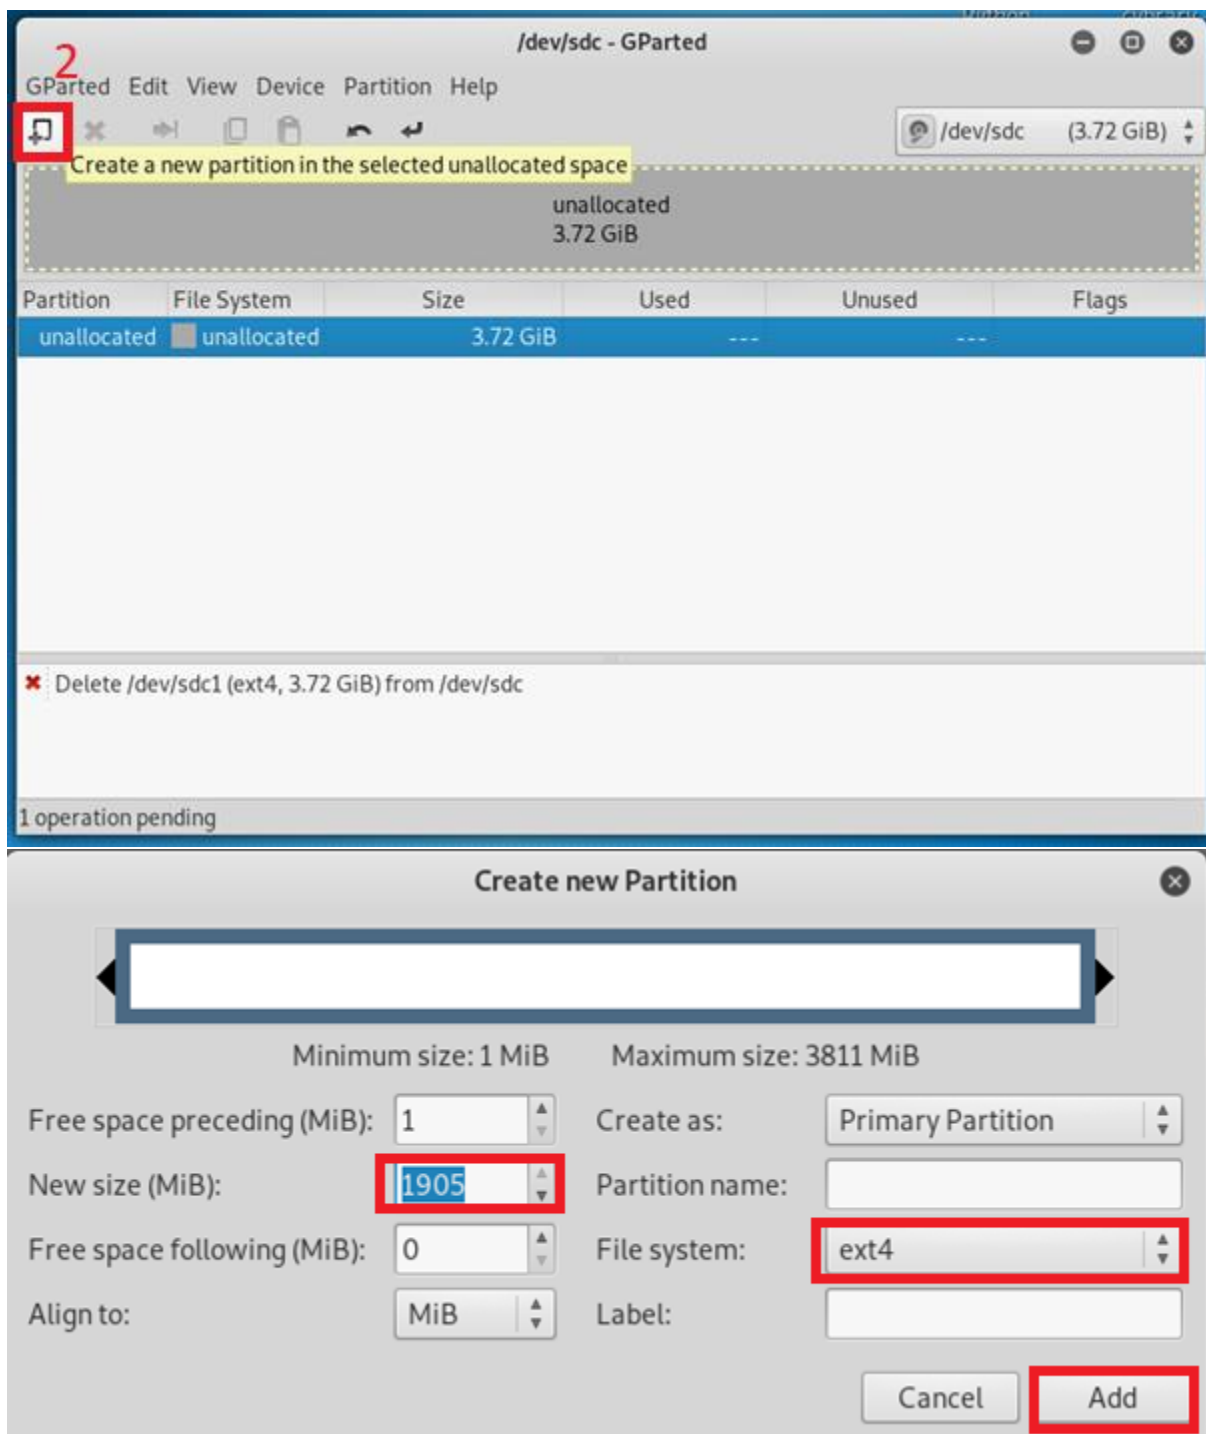 /dev/sdc - GParted
2
GParted Edit View Device Partition Help
/dev/sdc (3.72 GiB)
Create a new partition in the selected unallocated space
unallocated
3.72 GiB
Partition File System Size Used Unused Flags
unallocated unallocated 3.72 GiB --- ---
Delete /dev/sdc1 (ext4, 3.72 GiB) from /dev/sdc
1 operation pending
Create new Partition
Minimum size: 1 MiB Maximum size: 3811 MiB
Free space preceding (MiB): 1 Create as: Primary Partition
New size (MiB): 1905 Partition name:
Free space following (MiB): 0 File system: ext4
Align to: MiB Label:
Cancel Add